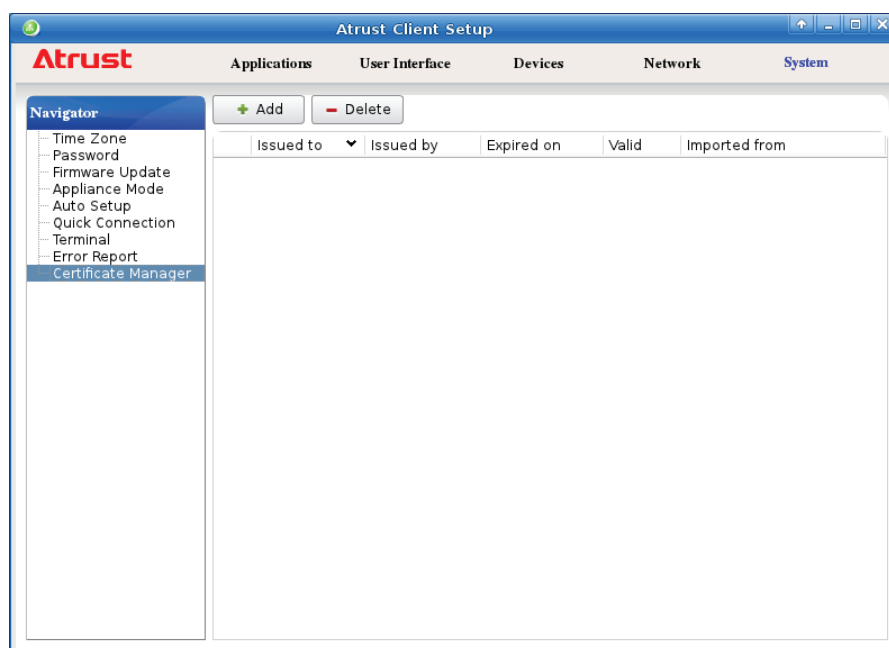 Atrust Client Setup
Atrust
Applications User Interface Devices Network System
Navigator
Time Zone
Password
Firmware Update
Appliance Mode
Auto Setup
Quick Connection
Terminal
Error Report
Certificate Manager
Add Delete
Issued to Issued by Expired on Valid Imported from